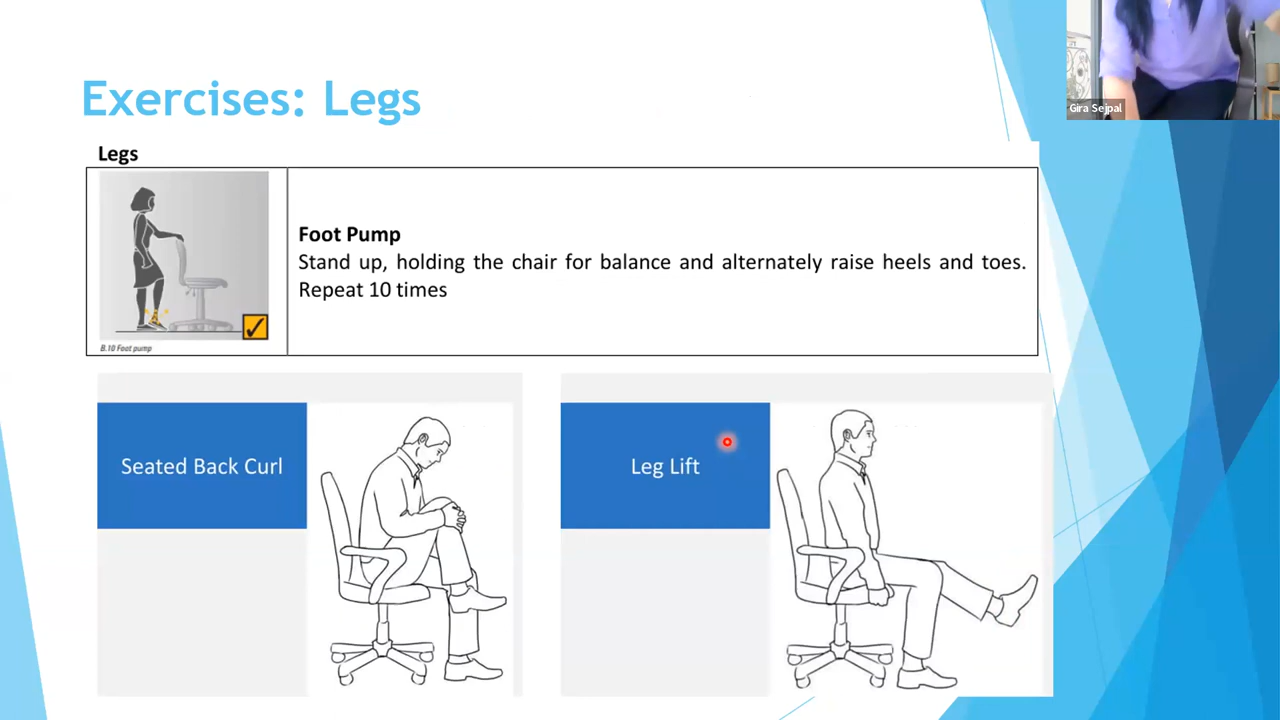 Exercises: Legs
Gira Sejpal
Legs
Foot Pump
Stand up, holding the chair for balance and alternately raise heels and toes.
Repeat 10 times
B.10 Foot pump
Seated Back Curl
Leg Lift